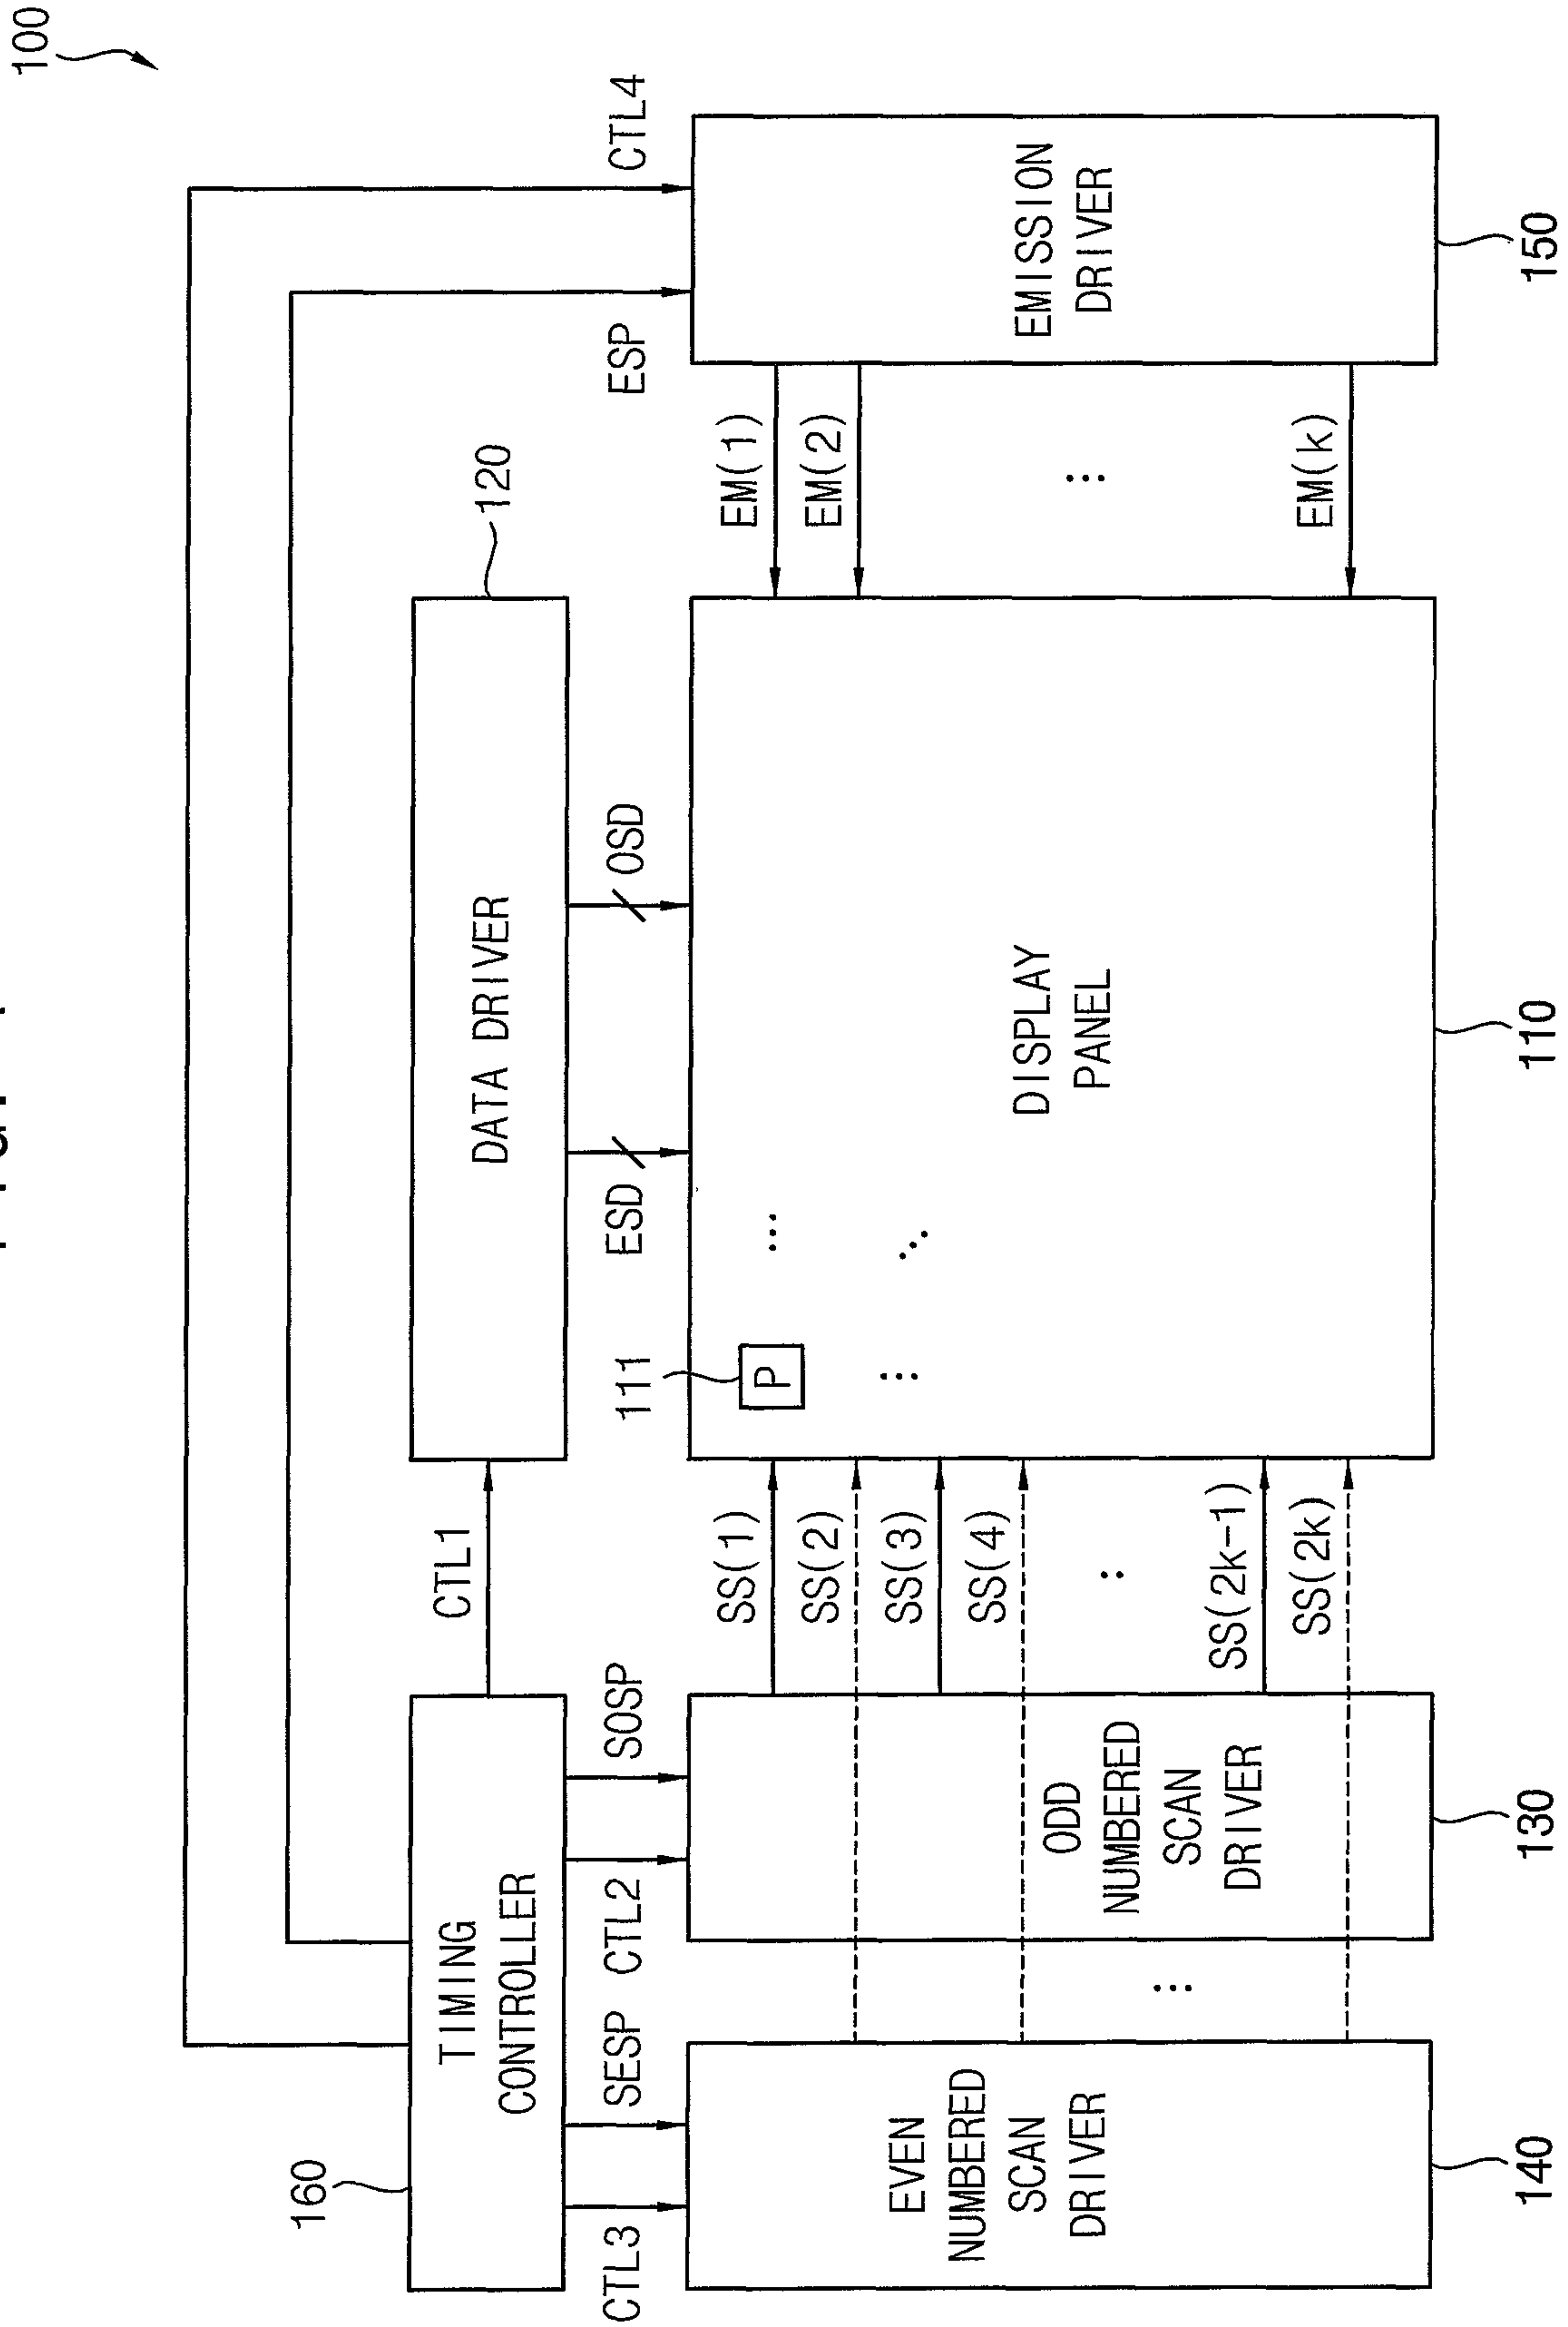 100
160
TIMING
CONTROLLER
CTL1
DATA DRIVER
120
CTL3
SESP
CTL2
SOSP
111
ESD
OSD
ESP
CTL4
EVEN
NUMBERED
SCAN
DRIVER
140
ODD
NUMBERED
SCAN
DRIVER
130
SS(1)
SS(2)
SS(3)
SS(4)
SS(2k-1)
SS(2k)
P
DISPLAY
PANEL
110
EM(1)
EM(2)
EM(k)
EMISSION
DRIVER
150